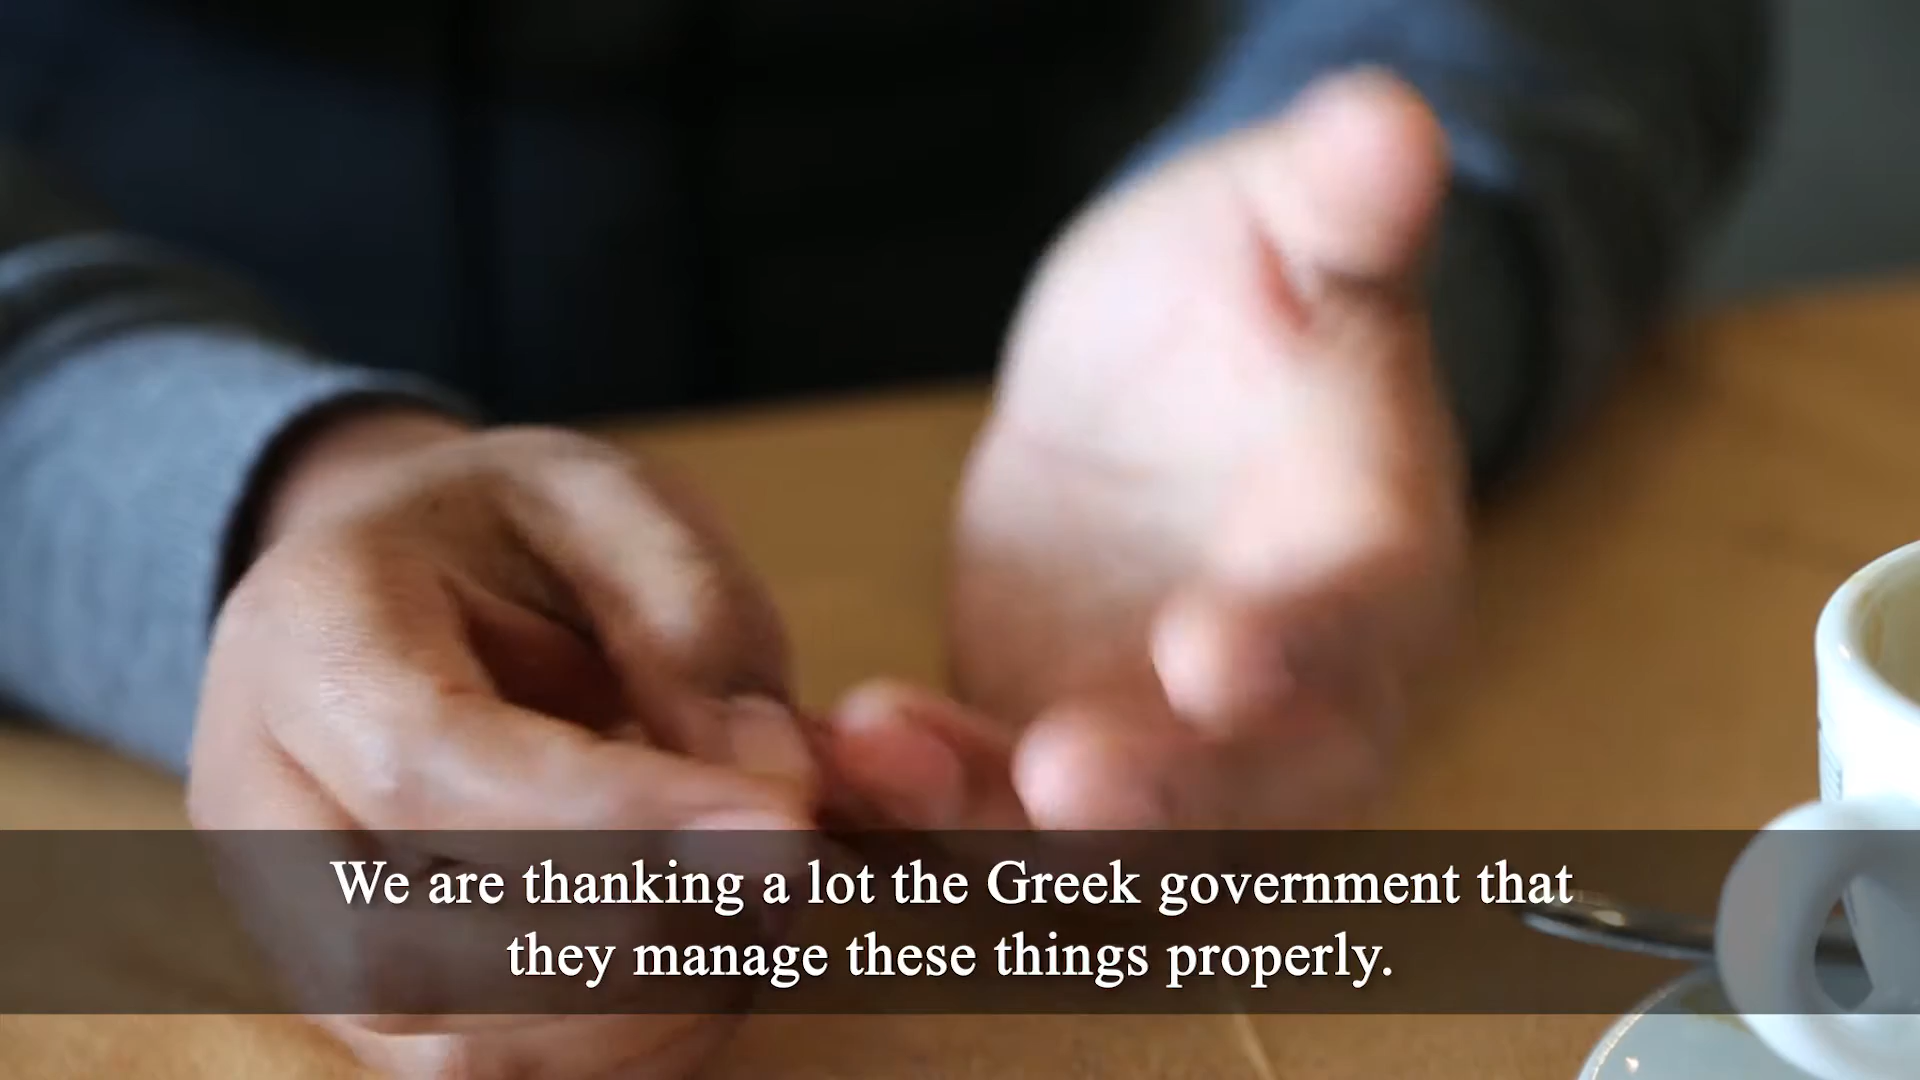 We are thanking a lot the Greek government that
they manage these things properly.